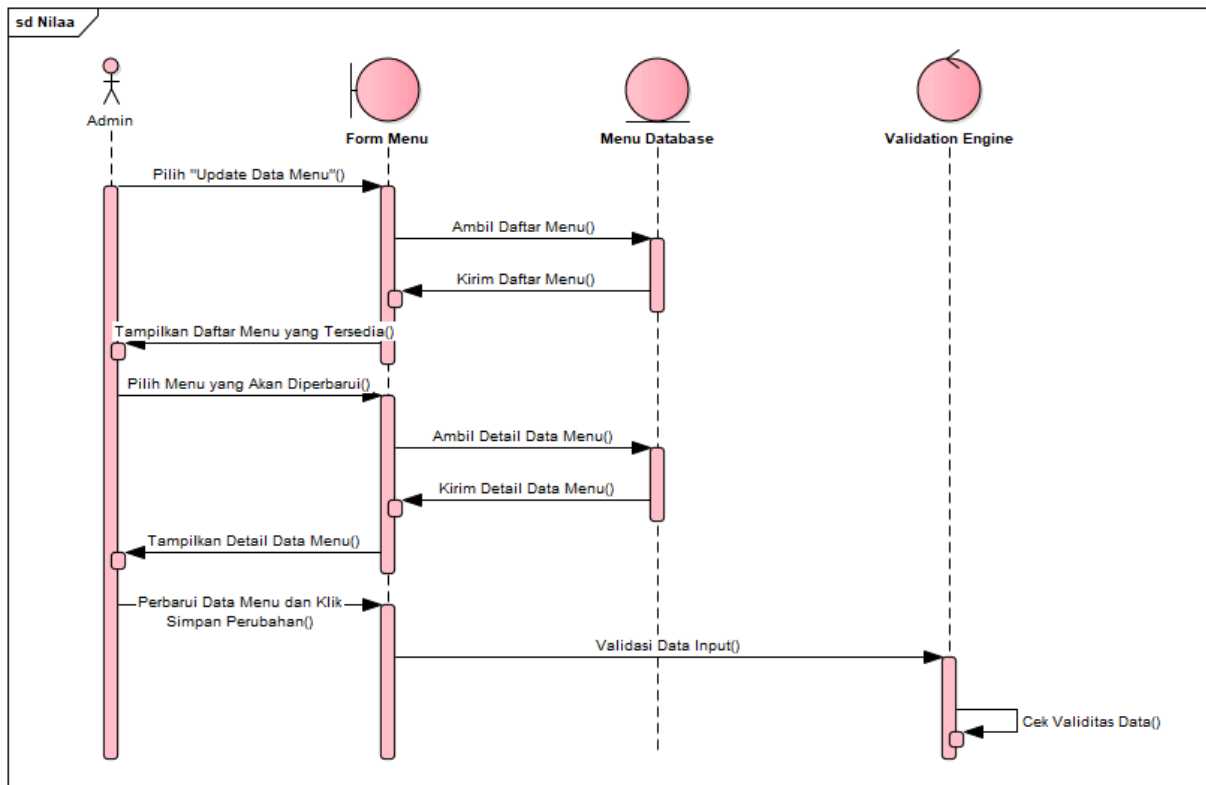 sd Nilaa
Admin
Form Menu
Menu Database
Validation Engine
Pilih "Update Data Menu"()
Ambil Daftar Menu()
Kirim Daftar Menu()
Tampilkan Daftar Menu yang Tersedia()
Pilih Menu yang Akan Diperbarui()
Ambil Detail Data Menu()
Kirim Detail Data Menu()
Tampilkan Detail Data Menu()
Perbarui Data Menu dan Klik
Simpan Perubahan()
Validasi Data Input()
Cek Validitas Data()